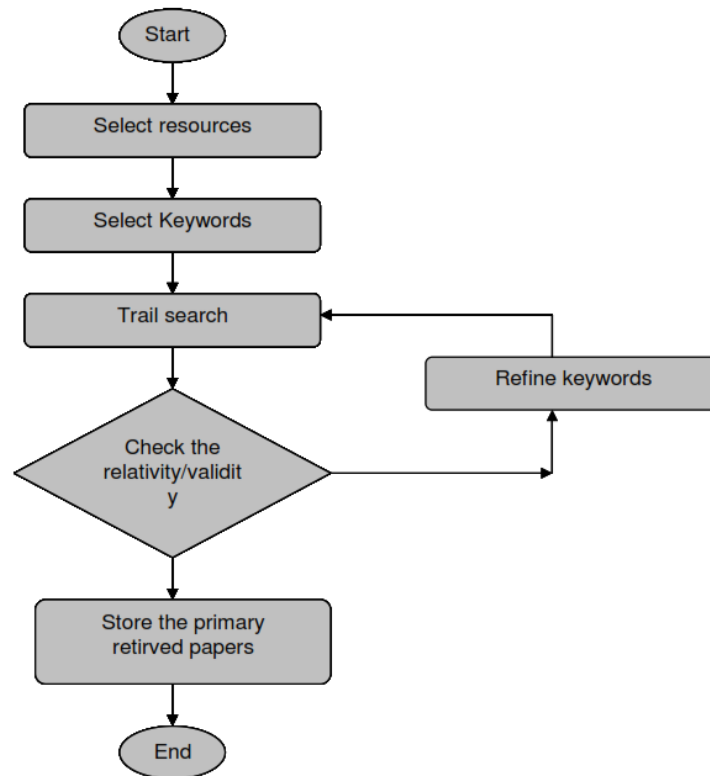 Start
Select resources
Select Keywords
Trail search
Refine keywords
Check the
relativity/validit
y
Store the primary
retirved papers
End